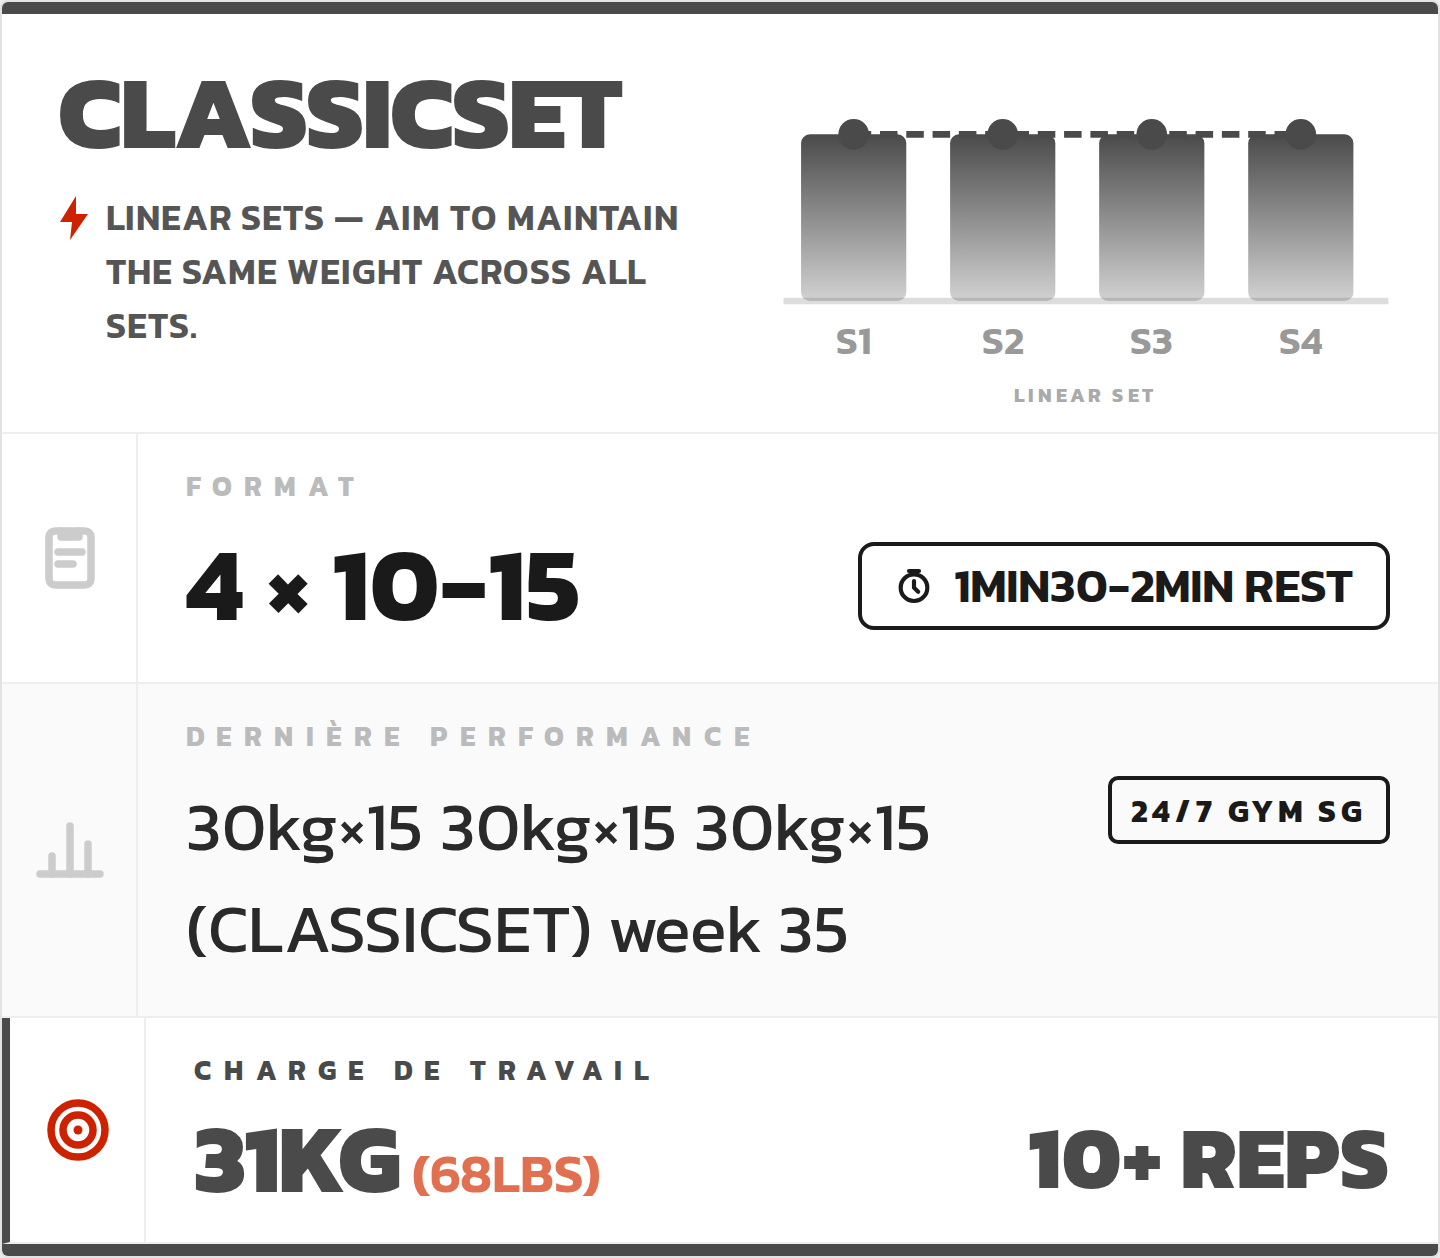 CLASSICSET
LINEAR SETS — AIM TO MAINTAIN
THE SAME WEIGHT ACROSS ALL
SETS.
S1 S2 S3 S4
LINEAR SET
FORMAT
4 × 10–15
1MIN30–2MIN REST
DERNIÈRE PERFORMANCE
30kg×15 30kg×15 30kg×15
(CLASSICSET) week 35
24/7 GYM SG
CHARGE DE TRAVAIL
31KG (68LBS)
10+ REPS